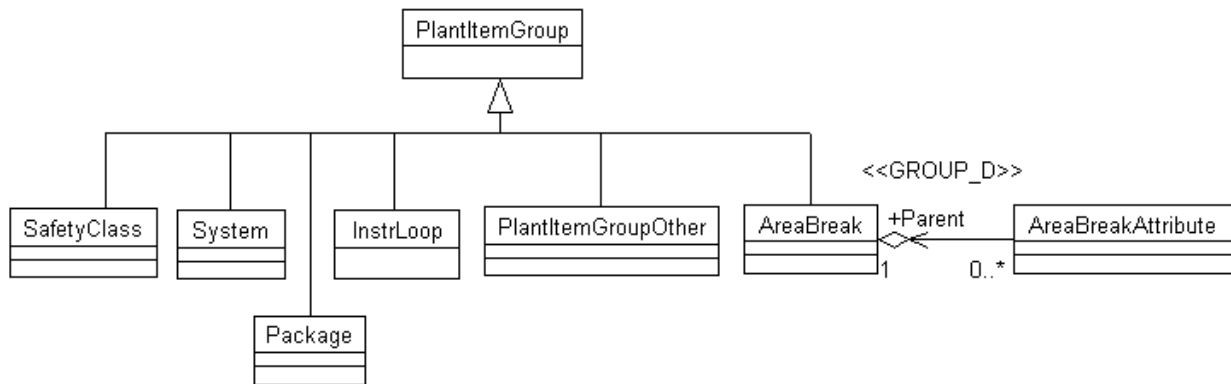 PlantItemGroup
<<GROUP_D>>
SafetyClass
System
InstrLoop
PlantItemGroupOther
AreaBreak
+Parent
AreaBreakAttribute
1
0..*
Package